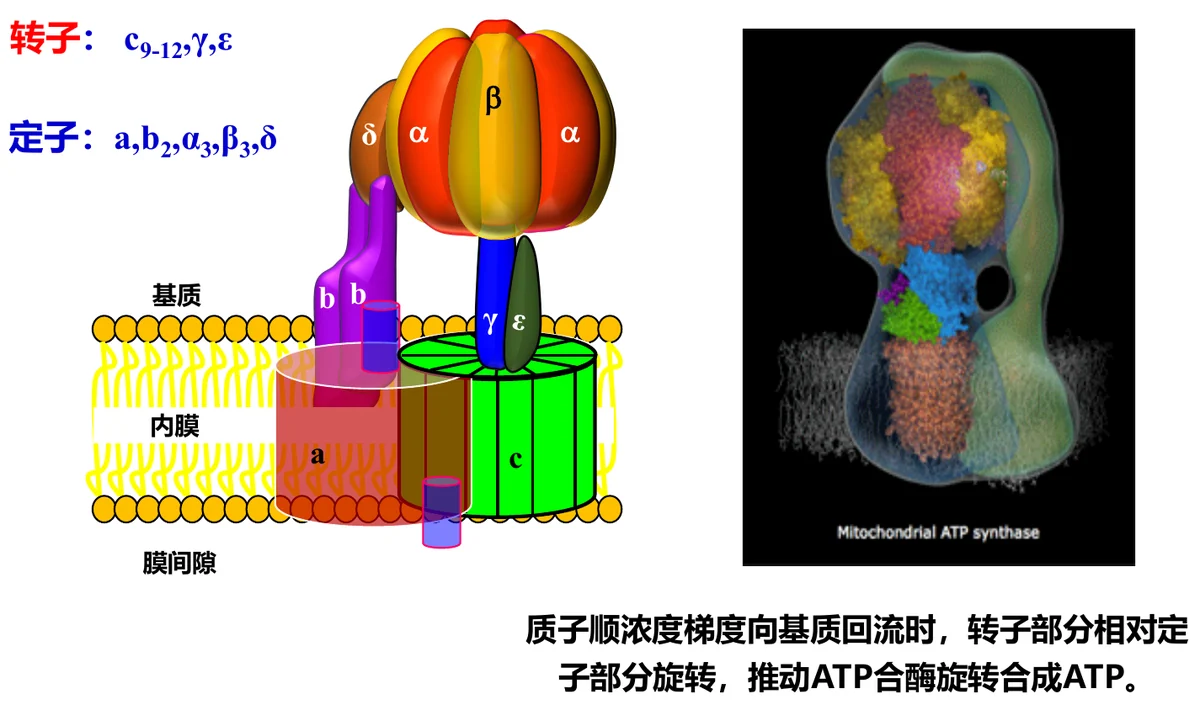 转子： c9-12,γ,ε
定子：a,b2,α3,β3,δ
β
δ
α
α
b
b
γ
ε
基质
内膜
a
c
膜间隙
Mitochondrial ATP synthase
质子顺浓度梯度向基质回流时，转子部分相对定
子部分旋转，推动ATP合酶旋转合成ATP。